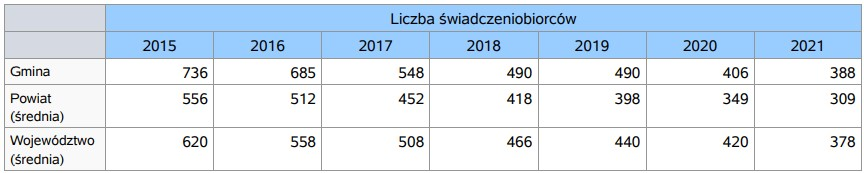 Liczba świadczeniobiorców
2015 2016 2017 2018 2019 2020 2021
Gmina 736 685 548 490 490 406 388
Powiat (średnia) 556 512 452 418 398 349 309
Województwo (średnia) 620 558 508 466 440 420 378